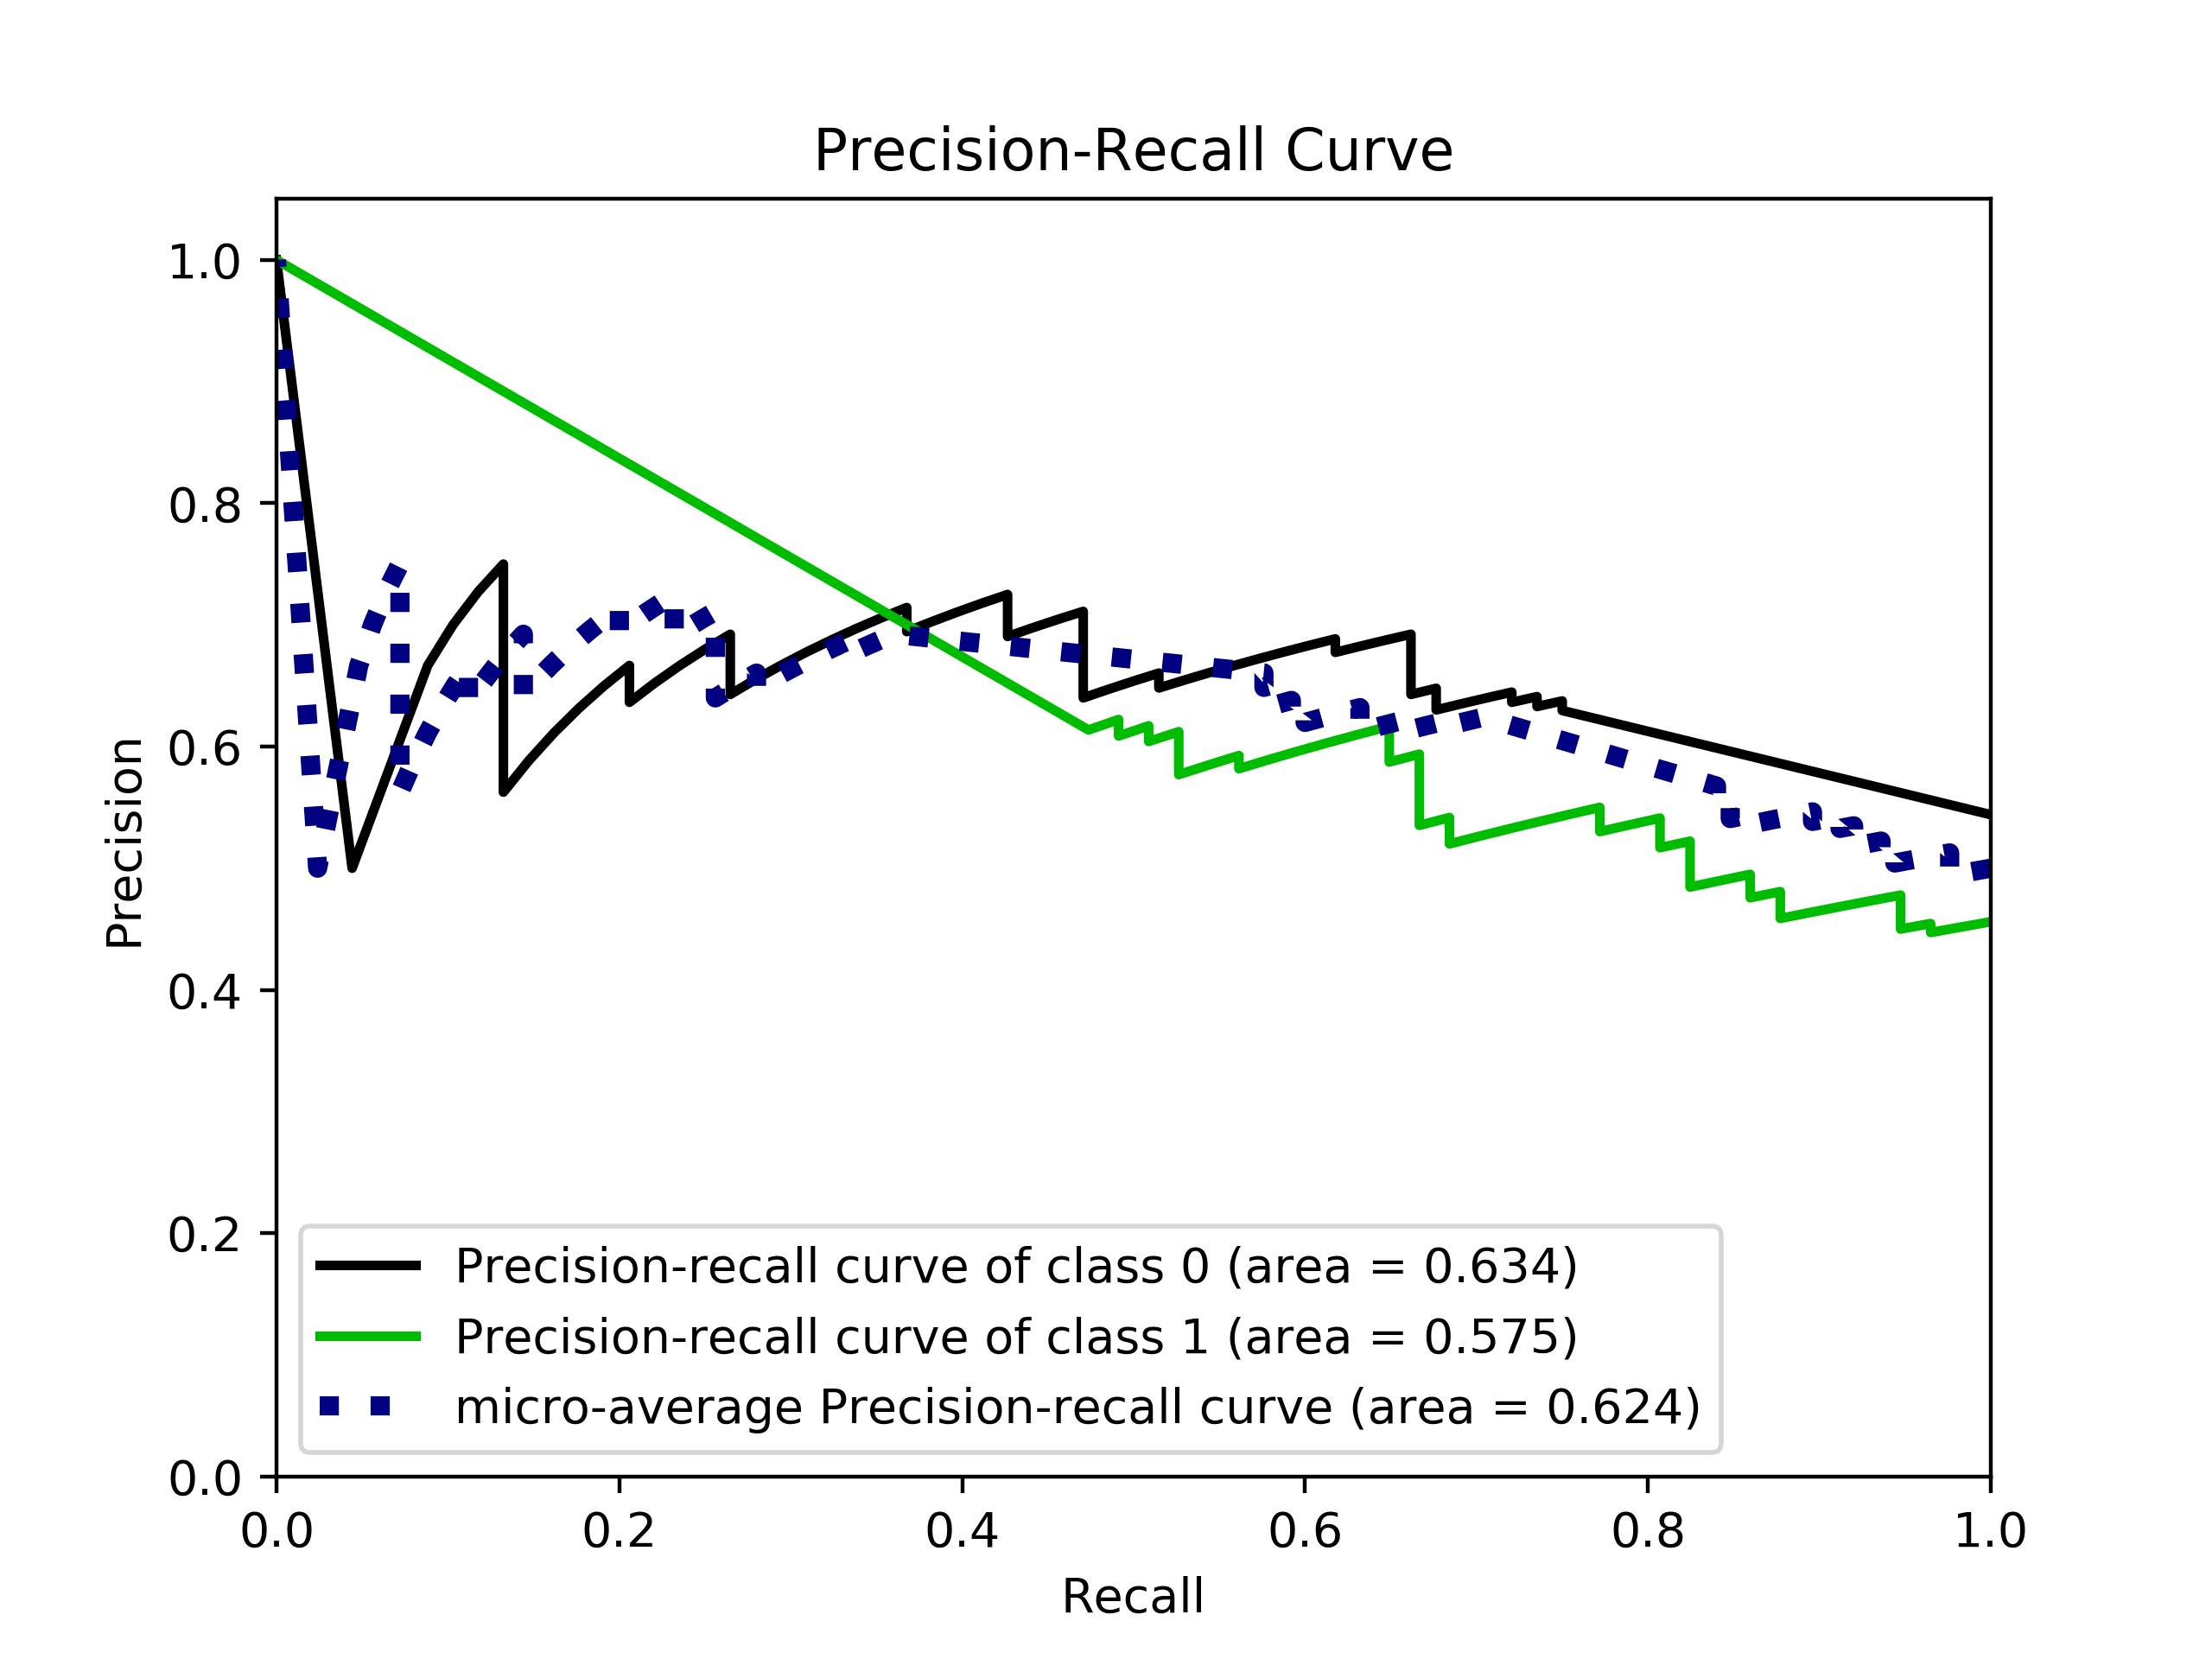 Precision-Recall Curve
1.0
0.8
0.6
0.4
0.2
0.0
Precision
Precision-recall curve of class 0 (area = 0.634)
Precision-recall curve of class 1 (area = 0.575)
micro-average Precision-recall curve (area = 0.624)
0.0 0.2 0.4 0.6 0.8 1.0
Recall